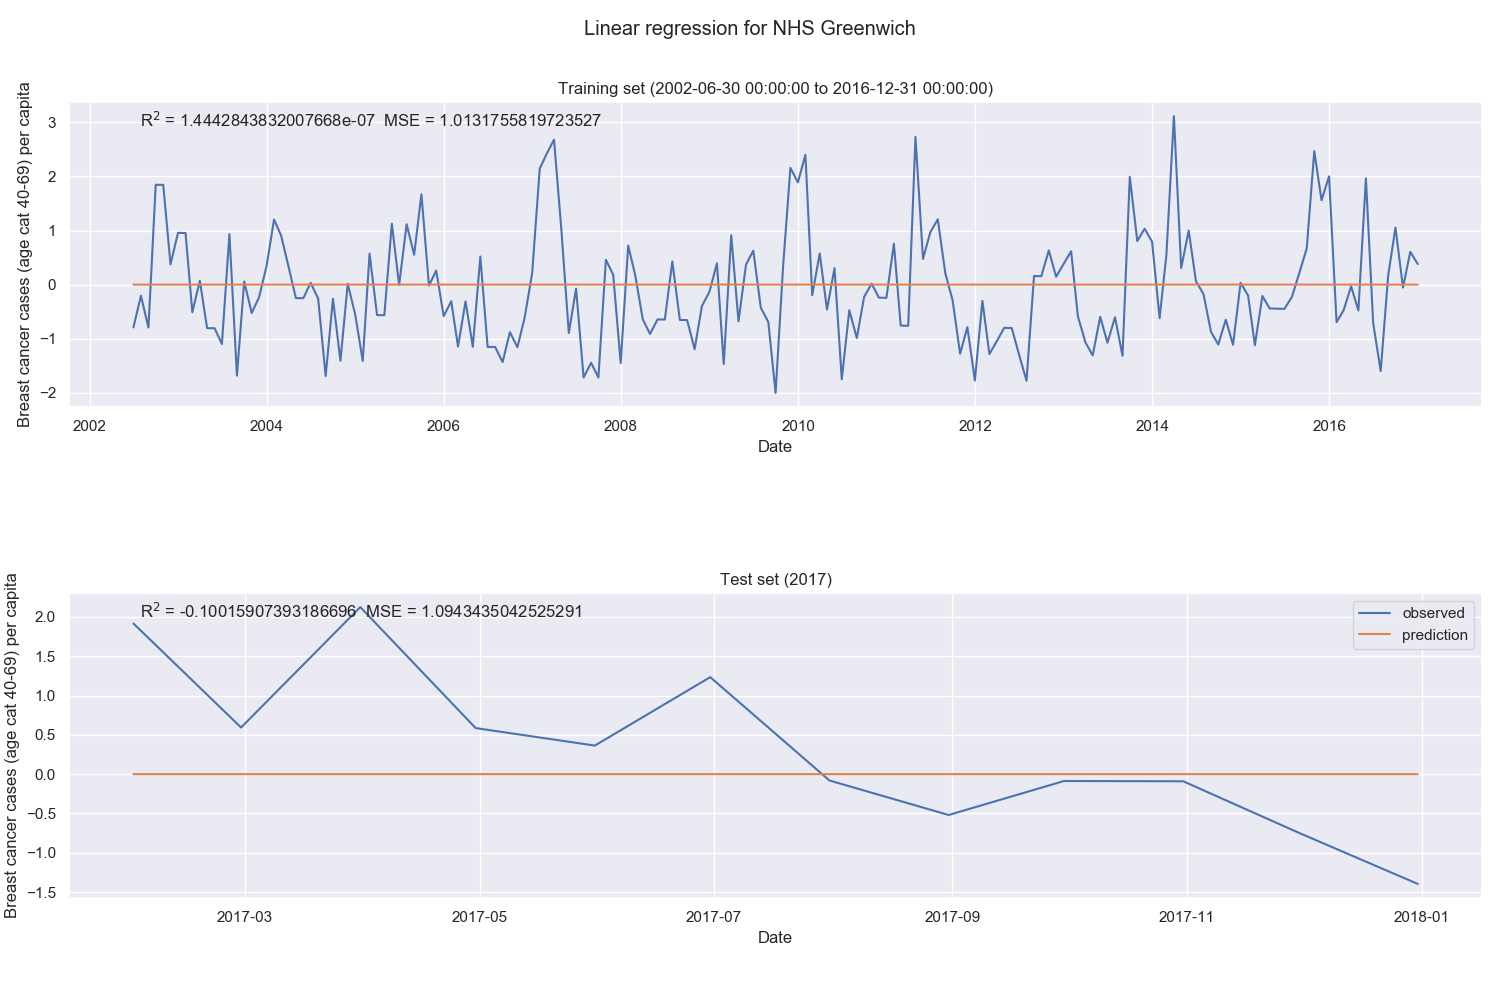 Linear regression for NHS Greenwich
Training set (2002-06-30 00:00:00 to 2016-12-31 00:00:00)
R² = 1.4442843832007668e-07 MSE = 1.0131755819723527
Breast cancer cases (age cat 40-69) per capita
3
2
1
0
−1
−2
2002 2004 2006 2008 2010 2012 2014 2016
Date
Test set (2017)
R² = -0.10015907393186696 MSE = 1.0943435042525291
observed
prediction
Breast cancer cases (age cat 40-69) per capita
2.0
1.5
1.0
0.5
0.0
−0.5
−1.0
−1.5
2017-03 2017-05 2017-07 2017-09 2017-11 2018-01
Date